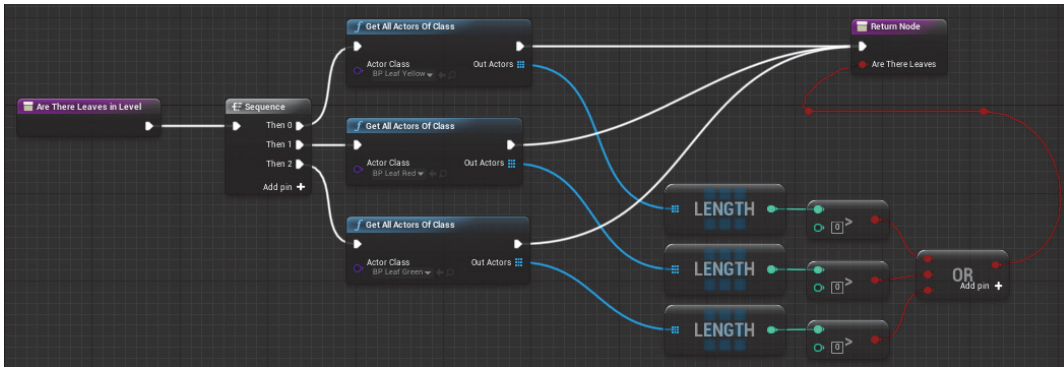 Get All Actors Of Class
Actor Class
BP Leaf Yellow
Out Actors
Return Node
Are There Leaves
Are There Leaves in Level
Sequence
Then 0
Then 1
Then 2
Add pin
Get All Actors Of Class
Actor Class
BP Leaf Red
Out Actors
Get All Actors Of Class
Actor Class
BP Leaf Green
Out Actors
LENGTH
0 >
LENGTH
0 >
LENGTH
0 >
OR
Add pin